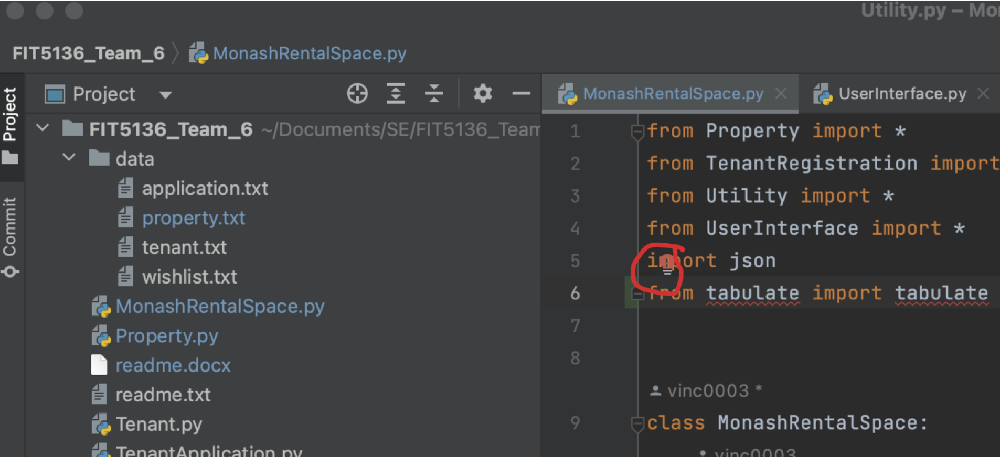 Utility.py – Mo
FIT5136_Team_6
MonashRentalSpace.py
Project
Commit
Project
FIT5136_Team_6 ~/Documents/SE/FIT5136_Team
data
application.txt
property.txt
tenant.txt
wishlist.txt
MonashRentalSpace.py
Property.py
readme.docx
readme.txt
Tenant.py
TenantApplication.py
MonashRentalSpace.py
UserInterface.py
1 from Property import *
2 from TenantRegistration import
3 from Utility import *
4 from UserInterface import *
5 import json
6 from tabulate import tabulate
7
8
vinc0003 *
9 class MonashRentalSpace:
vinc0003